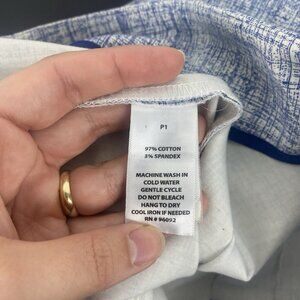 P1
97% COTTON
3% SPANDEX
MACHINE WASH IN
COLD WATER
GENTLE CYCLE
DO NOT BLEACH
HANG TO DRY
COOL IRON IF NEEDED
RN # 96092